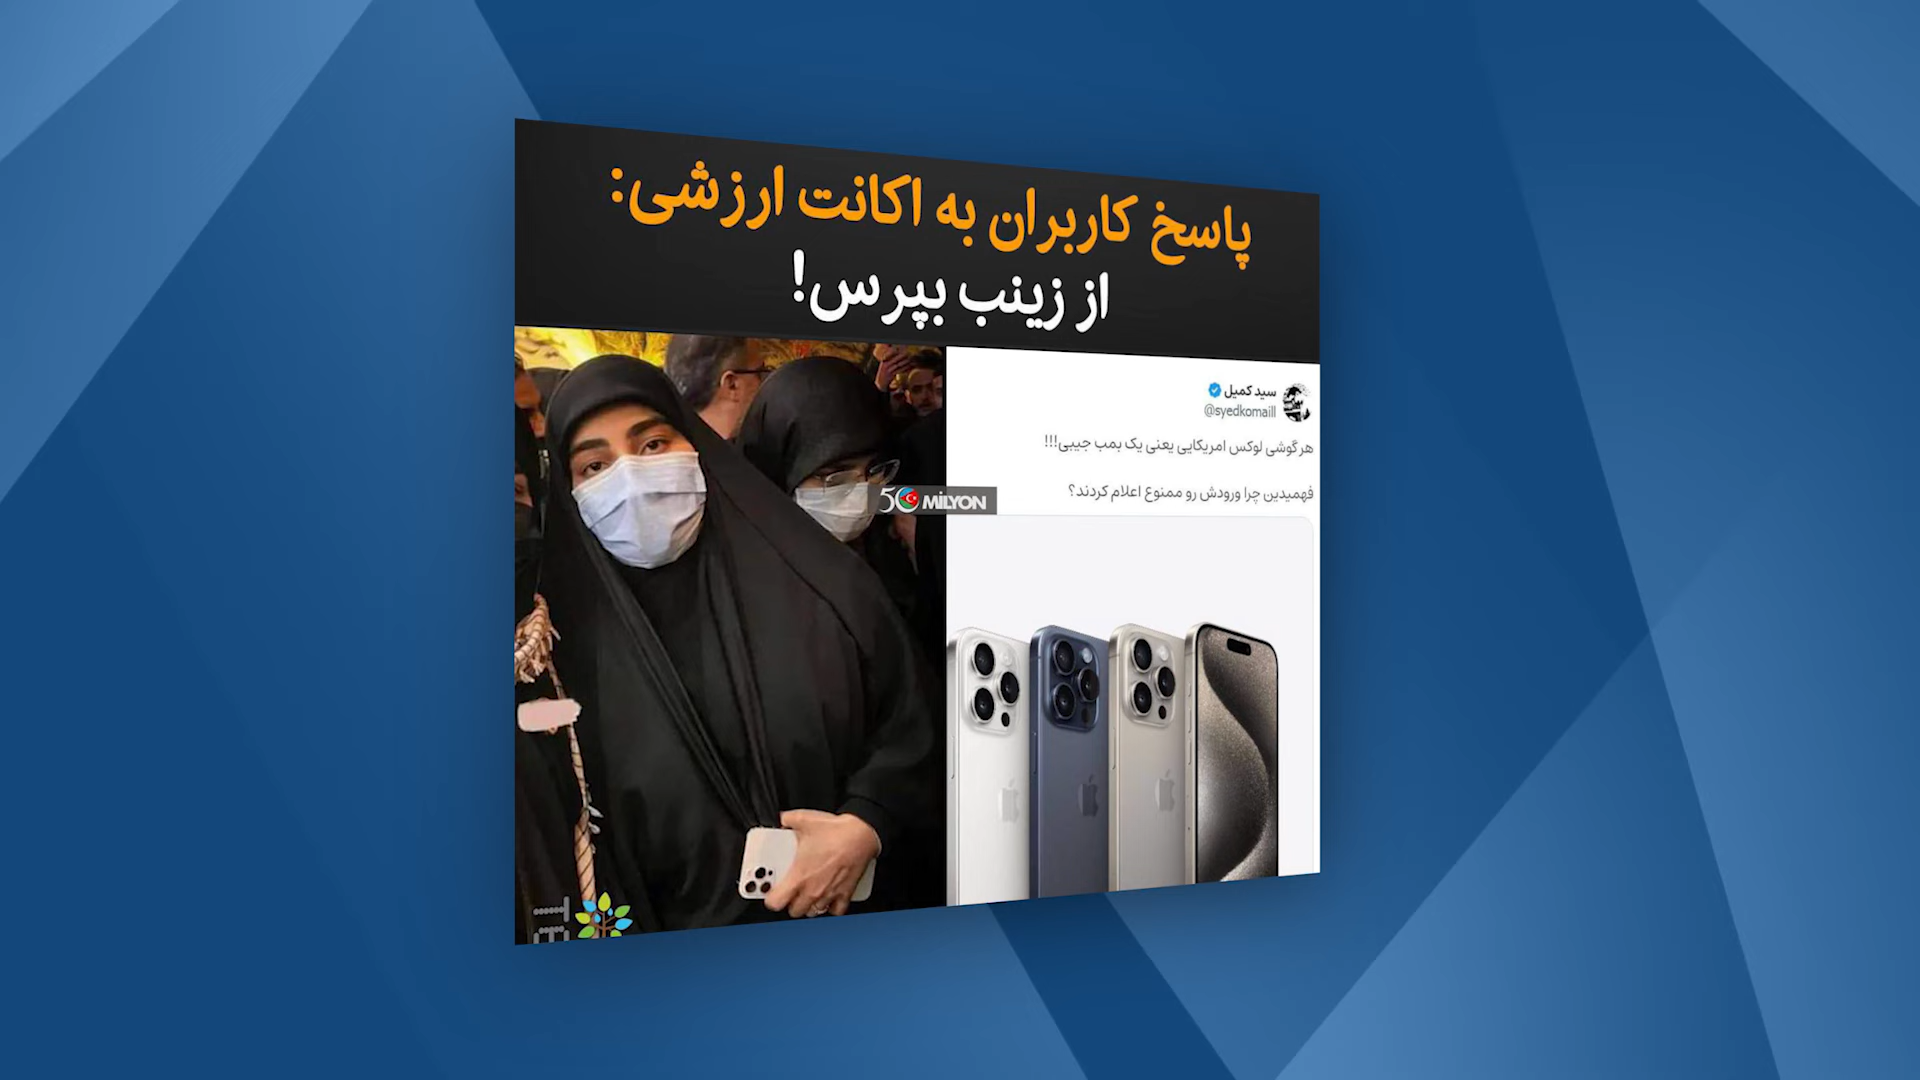 پاسخ کاربران به اکانت ارزشی:
از زینب بپرس!
سید کمیل
@syedkomaill
هر گوشی لوکس امریکایی یعنی یک بمب جیبی!!!
فهمیدین چرا ورودش رو ممنوع اعلام کردند؟
50 MİLYON